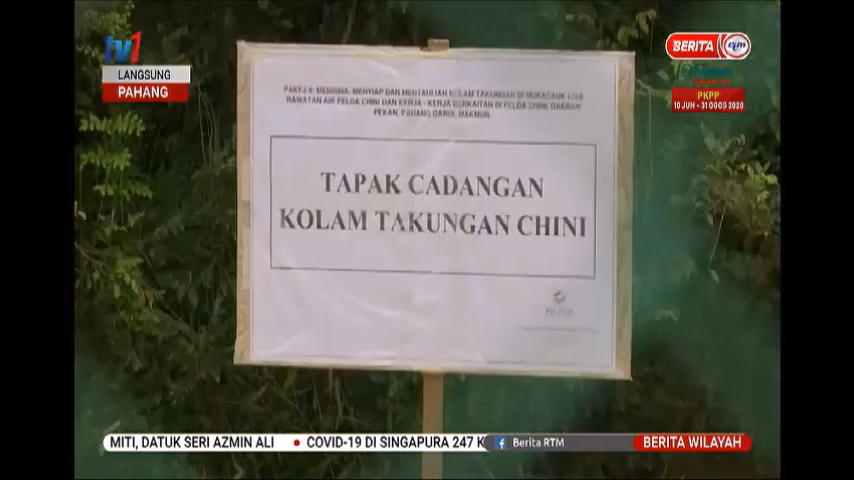 tv1
LANGSUNG
PAHANG
BERITA rtm
PKPP
10 JUN - 31 OGOS 2020
MEMBINA, MENYIAP DAN MENTAULIAH KOLAM TAKUNGAN DI
RAWATAN AIR FELDA CHINI DAN KERJA - KERJA BERKAITAN DI FELDA CHINI, DAERAH
PEKAN, PAHANG DARUL MAKMUR.
TAPAK CADANGAN
KOLAM TAKUNGAN CHINI
MITI, DATUK SERI AZMIN ALI • COVID-19 DI SINGAPURA 247 K
Berita RTM
BERITA WILAYAH